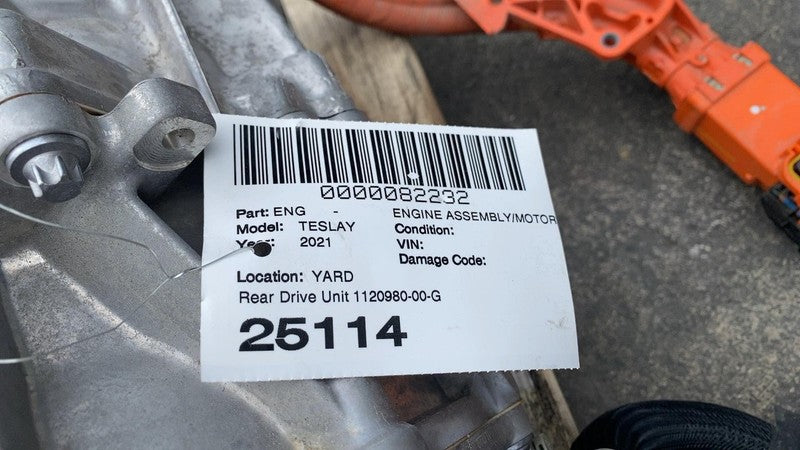 0000082232
Part: ENG - ENGINE ASSEMBLY/MOTOR
Model: TESLAY Condition:
Year: 2021 VIN:
Damage Code:
Location: YARD
Rear Drive Unit 1120980-00-G
25114